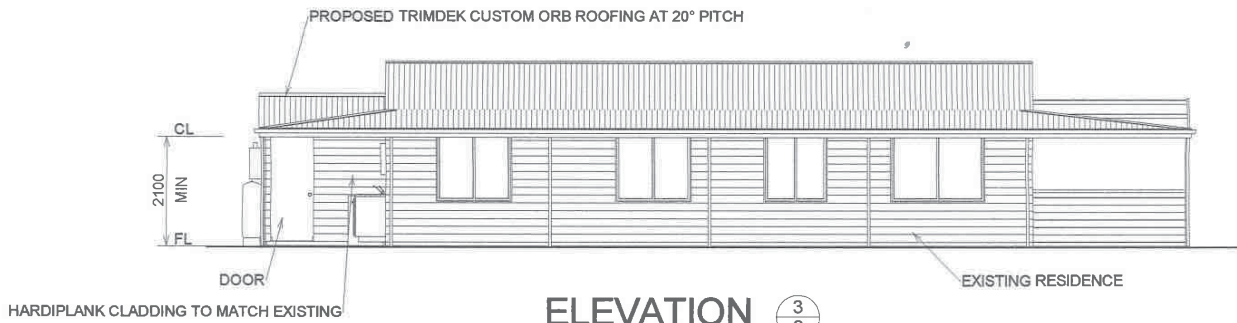 PROPOSED TRIMDEK CUSTOM ORB ROOFING AT 20° PITCH
CL
2100
MIN
FL
DOOR
EXISTING RESIDENCE
HARDIPLANK CLADDING TO MATCH EXISTING
ELEVATION
3